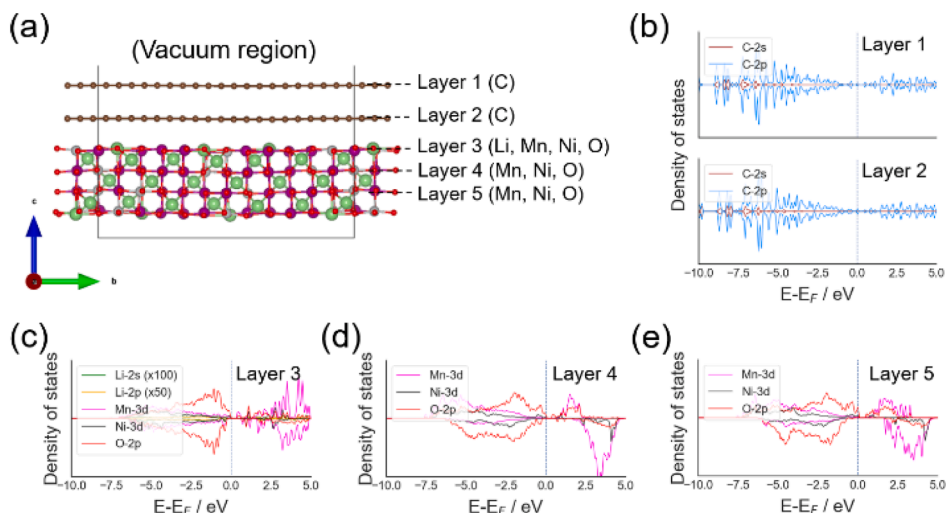 (a)
(Vacuum region)
Layer 1 (C)
Layer 2 (C)
Layer 3 (Li, Mn, Ni, O)
Layer 4 (Mn, Ni, O)
Layer 5 (Mn, Ni, O)
c
b
(b)
Layer 1
C-2s
C-2p
Layer 2
C-2s
C-2p
Density of states
−10.0 −7.5 −5.0 −2.5 0.0 2.5 5.0
E-E_F / eV
(c)
Layer 3
Li-2s (x100)
Li-2p (x50)
Mn-3d
Ni-3d
O-2p
Density of states
−10.0 −7.5 −5.0 −2.5 0.0 2.5 5.0
E-E_F / eV
(d)
Layer 4
Mn-3d
Ni-3d
O-2p
Density of states
−10.0 −7.5 −5.0 −2.5 0.0 2.5 5.0
E-E_F / eV
(e)
Layer 5
Mn-3d
Ni-3d
O-2p
Density of states
−10.0 −7.5 −5.0 −2.5 0.0 2.5 5.0
E-E_F / eV